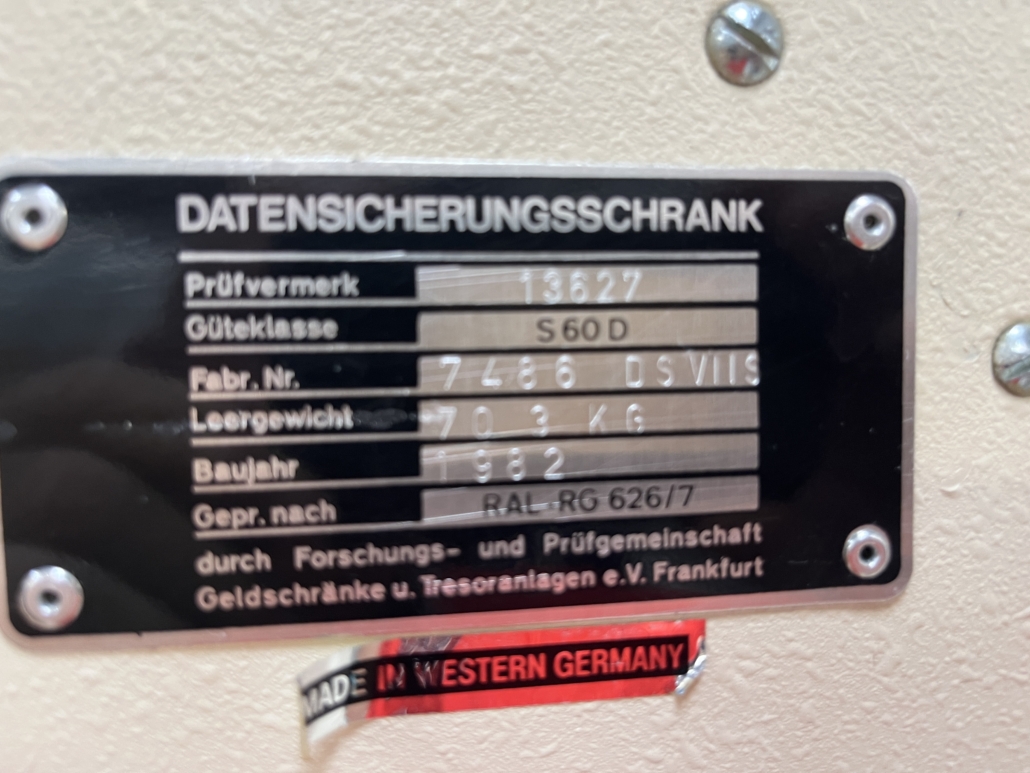 DATENSICHERUNGSSCHRANK
Prüfvermerk 13627
Güteklasse S 60 D
Fabr. Nr. 7486 DS VIIS
Leergewicht 703 KG
Baujahr 1982
Gepr. nach RAL-RG 626/7
durch Forschungs- und Prüfgemeinschaft
Geldschränke u. Tresoranlagen e.V. Frankfurt
MADE IN WESTERN GERMANY